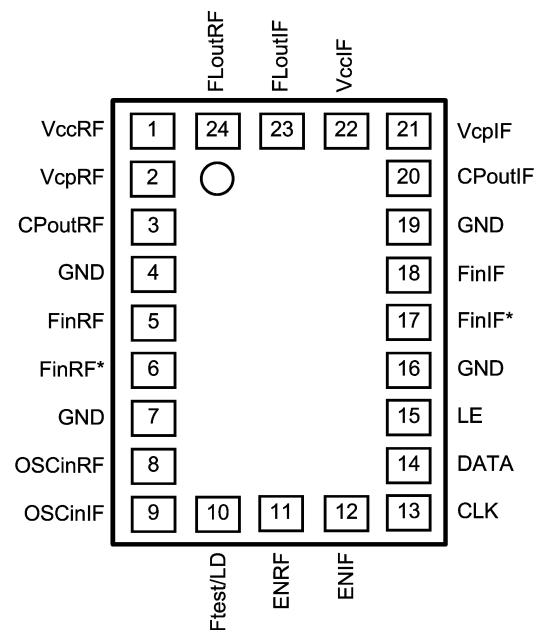 FLoutRF FLoutIF VccIF
VccRF 1 24 23 22 21 VcpIF
VcpRF 2 20 CPoutIF
CPoutRF 3 19 GND
GND 4 18 FinIF
FinRF 5 17 FinIF*
FinRF* 6 16 GND
GND 7 15 LE
OSCinRF 8 14 DATA
OSCinIF 9 10 11 12 13 CLK
Ftest/LD ENRF ENIF